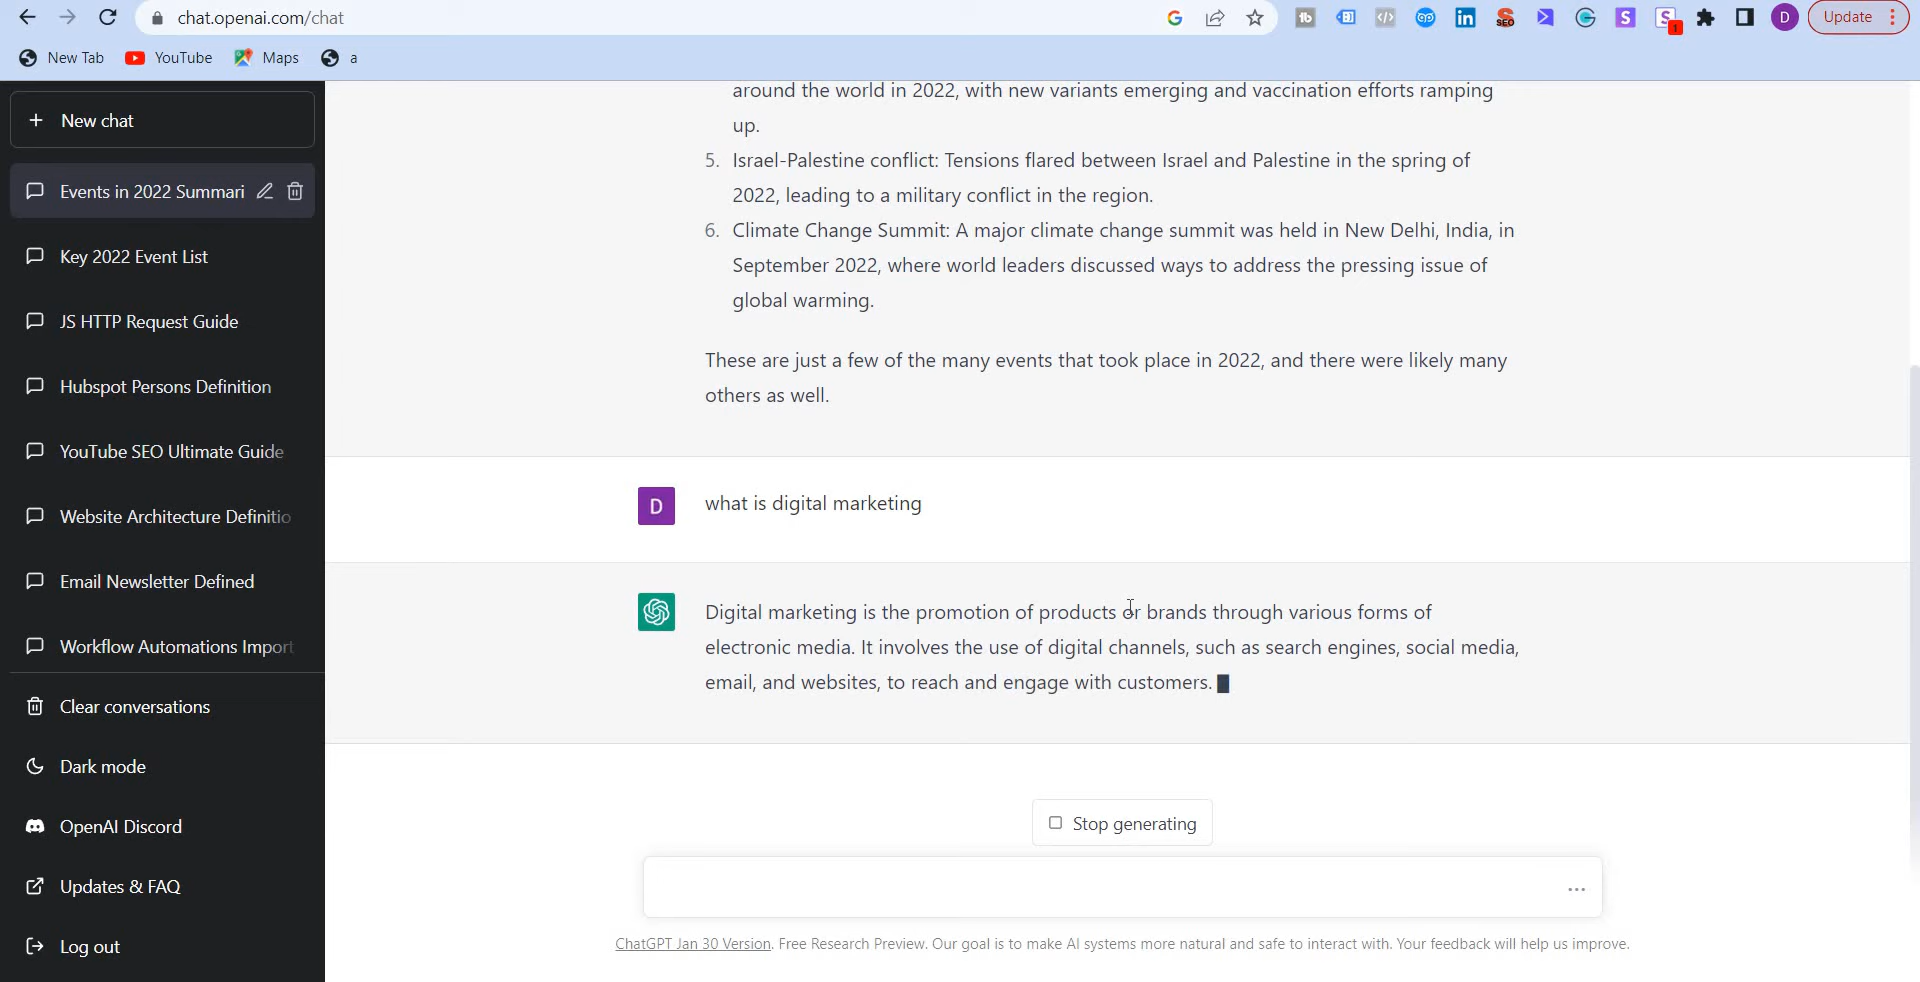 chat.openai.com/chat
Update
New Tab
YouTube
Maps
a
New chat
Events in 2022 Summari
Key 2022 Event List
JS HTTP Request Guide
Hubspot Persons Definition
YouTube SEO Ultimate Guide
Website Architecture Definitio
Email Newsletter Defined
Workflow Automations Import
Clear conversations
Dark mode
OpenAI Discord
Updates & FAQ
Log out
around the world in 2022, with new variants emerging and vaccination efforts ramping
up.
5. Israel-Palestine conflict: Tensions flared between Israel and Palestine in the spring of
2022, leading to a military conflict in the region.
6. Climate Change Summit: A major climate change summit was held in New Delhi, India, in
September 2022, where world leaders discussed ways to address the pressing issue of
global warming.
These are just a few of the many events that took place in 2022, and there were likely many
others as well.
D
what is digital marketing
Digital marketing is the promotion of products or brands through various forms of
electronic media. It involves the use of digital channels, such as search engines, social media,
email, and websites, to reach and engage with customers.
Stop generating
ChatGPT Jan 30 Version. Free Research Preview. Our goal is to make AI systems more natural and safe to interact with. Your feedback will help us improve.